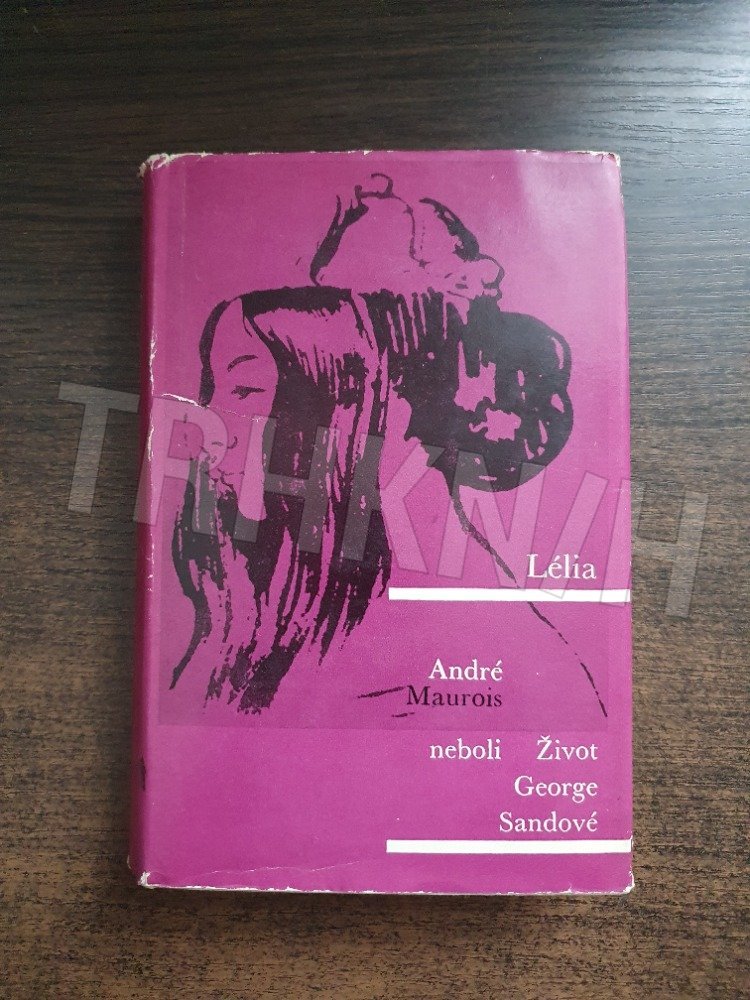 TRHKNIH
Lélia
André
Maurois
neboli Život
George
Sandové